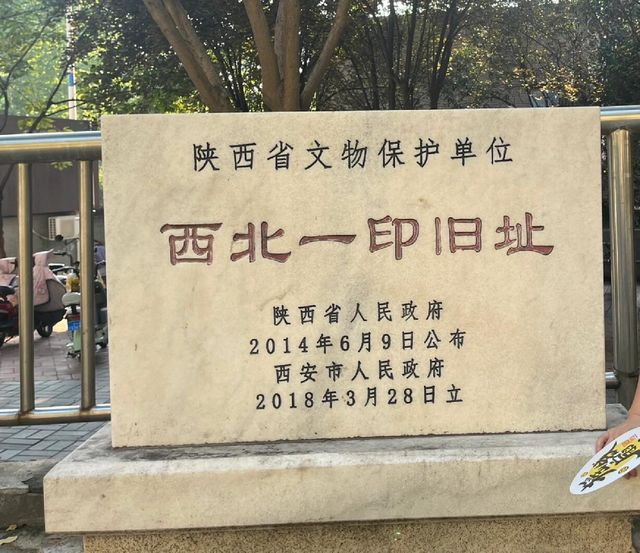 陕西省文物保护单位
西北一印旧址
陕西省人民政府
2014年6月9日公布
西安市人民政府
2018年3月28日立